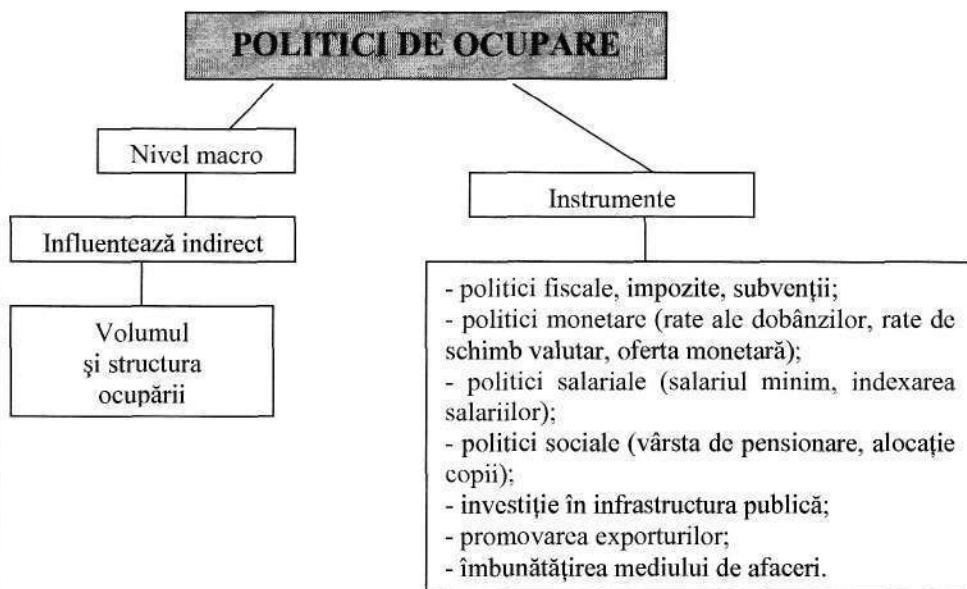 POLITICI DE OCUPARE
Nivel macro
Influentează indirect
Volumul
şi structura
ocupării
Instrumente
- politici fiscale, impozite, subvenţii;
- politici monetare (rate ale dobânzilor, rate de
schimb valutar, oferta monetară);
- politici salariale (salariul minim, indexarea
salariilor);
- politici sociale (vârsta de pensionare, alocaţie
copii);
- investiţie în infrastructura publică;
- promovarea exporturilor;
- îmbunătăţirea mediului de afaceri.